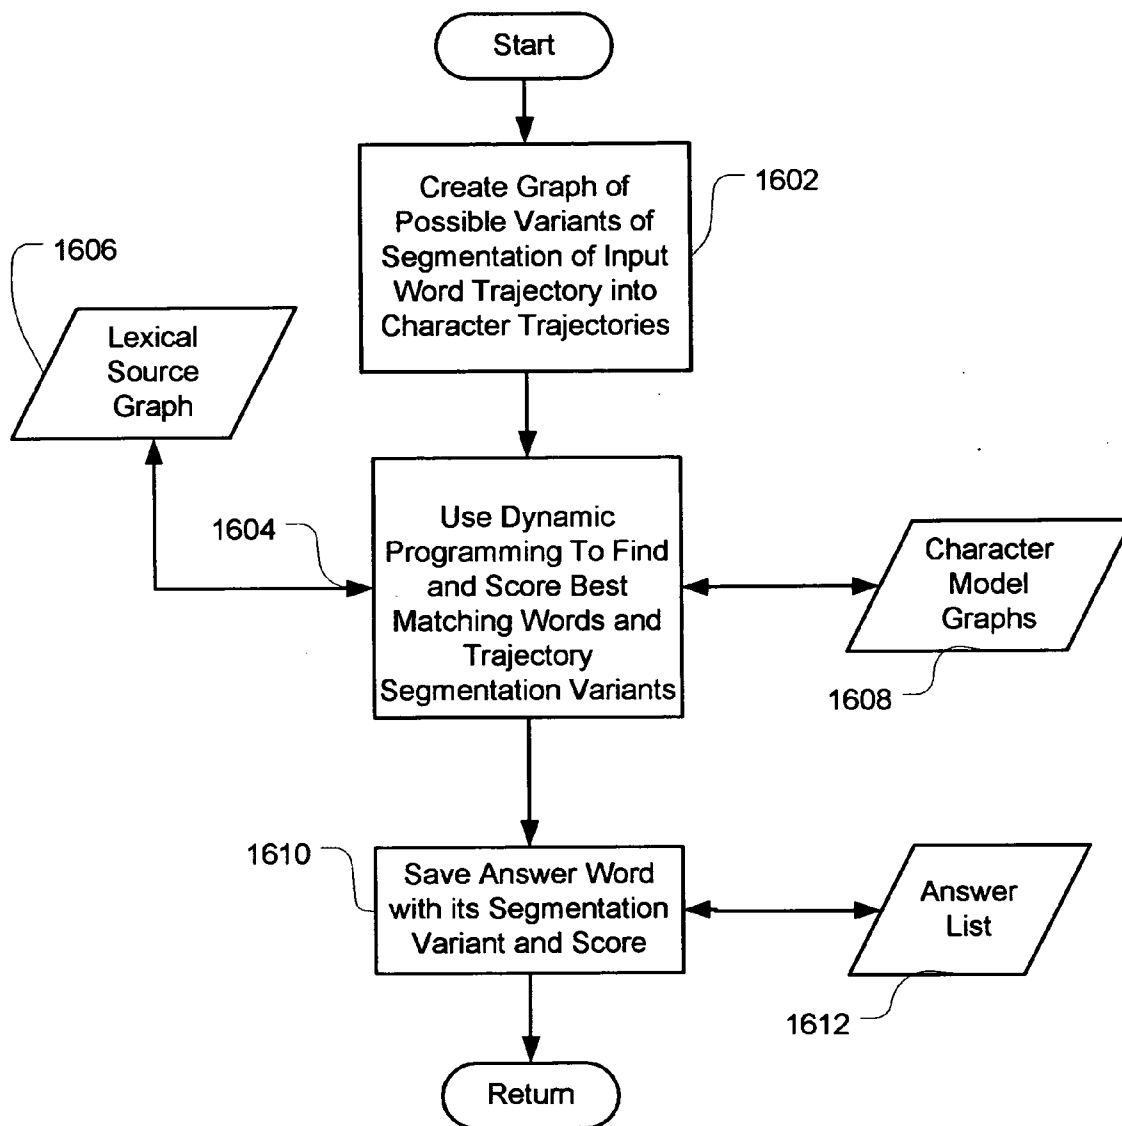 Start
Create Graph of
Possible Variants of
Segmentation of Input
Word Trajectory into
Character Trajectories
1602
1606
Lexical
Source
Graph
1604
Use Dynamic
Programming To Find
and Score Best
Matching Words and
Trajectory
Segmentation Variants
Character
Model
Graphs
1608
1610
Save Answer Word
with its Segmentation
Variant and Score
Answer
List
1612
Return